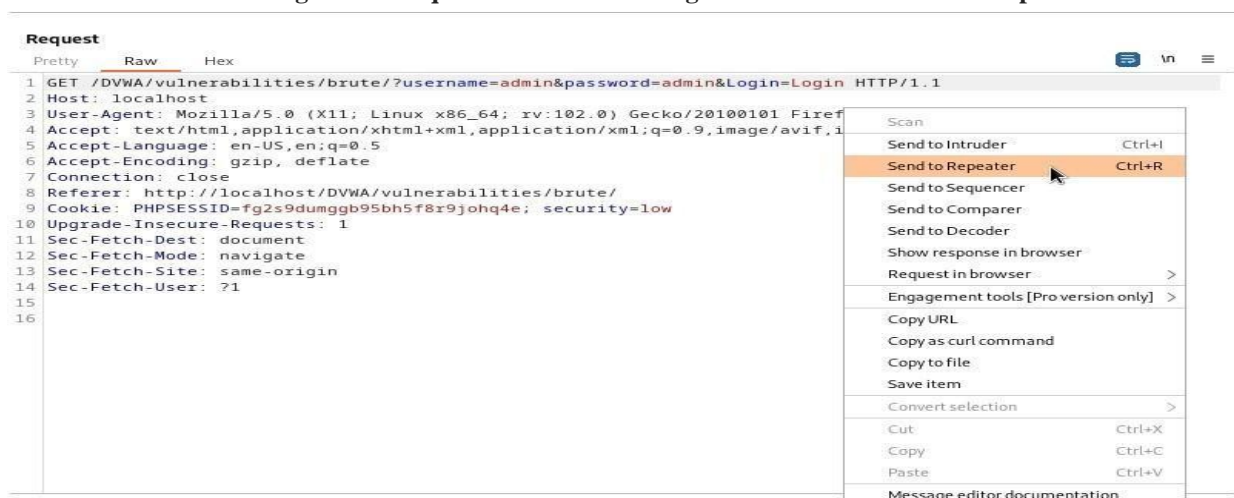 Request
Pretty Raw Hex
\n
1 GET /DVWA/vulnerabilities/brute/?username=admin&password=admin&Login=Login HTTP/1.1
2 Host: localhost
3 User-Agent: Mozilla/5.0 (X11; Linux x86_64; rv:102.0) Gecko/20100101 Firef
4 Accept: text/html,application/xhtml+xml,application/xml;q=0.9,image/avif,i
5 Accept-Language: en-US,en;q=0.5
6 Accept-Encoding: gzip, deflate
7 Connection: close
8 Referer: http://localhost/DVWA/vulnerabilities/brute/
9 Cookie: PHPSESSID=fg2s9dumggb95bh5f8r9johq4e; security=low
10 Upgrade-Insecure-Requests: 1
11 Sec-Fetch-Dest: document
12 Sec-Fetch-Mode: navigate
13 Sec-Fetch-Site: same-origin
14 Sec-Fetch-User: ?1
15
16
Scan
Send to Intruder Ctrl+I
Send to Repeater Ctrl+R
Send to Sequencer
Send to Comparer
Send to Decoder
Show response in browser
Request in browser >
Engagement tools [Pro version only] >
Copy URL
Copy as curl command
Copy to file
Save item
Convert selection >
Cut Ctrl+X
Copy Ctrl+C
Paste Ctrl+V
Message editor documentation